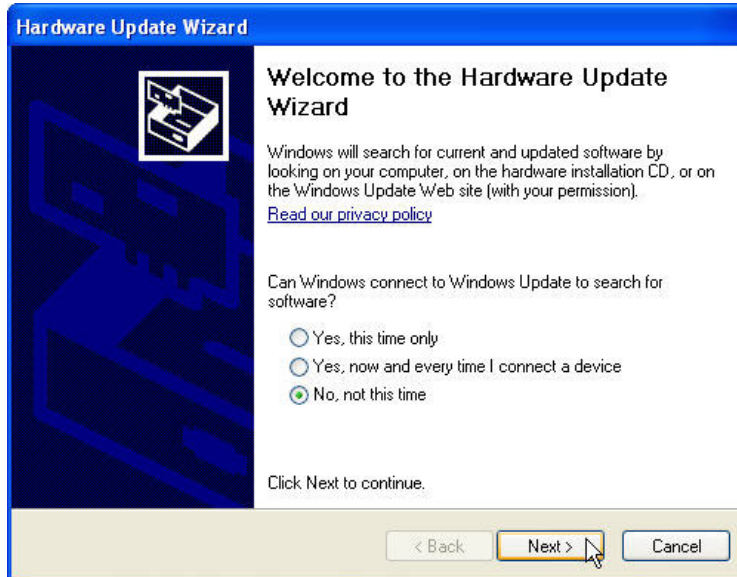 Hardware Update Wizard
Welcome to the Hardware Update
Wizard
Windows will search for current and updated software by
looking on your computer, on the hardware installation CD, or on
the Windows Update Web site (with your permission).
Read our privacy policy
Can Windows connect to Windows Update to search for
software?
Yes, this time only
Yes, now and every time I connect a device
No, not this time
Click Next to continue.
< Back Next > Cancel